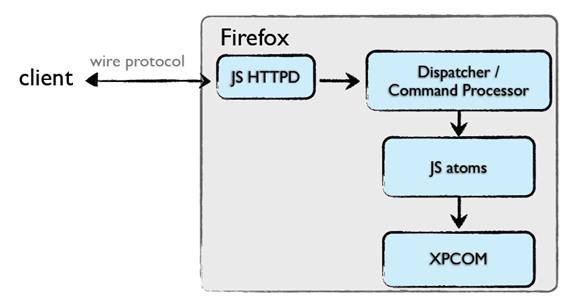 Firefox
wire protocol
client
JS HTTPD
Dispatcher /
Command Processor
JS atoms
XPCOM